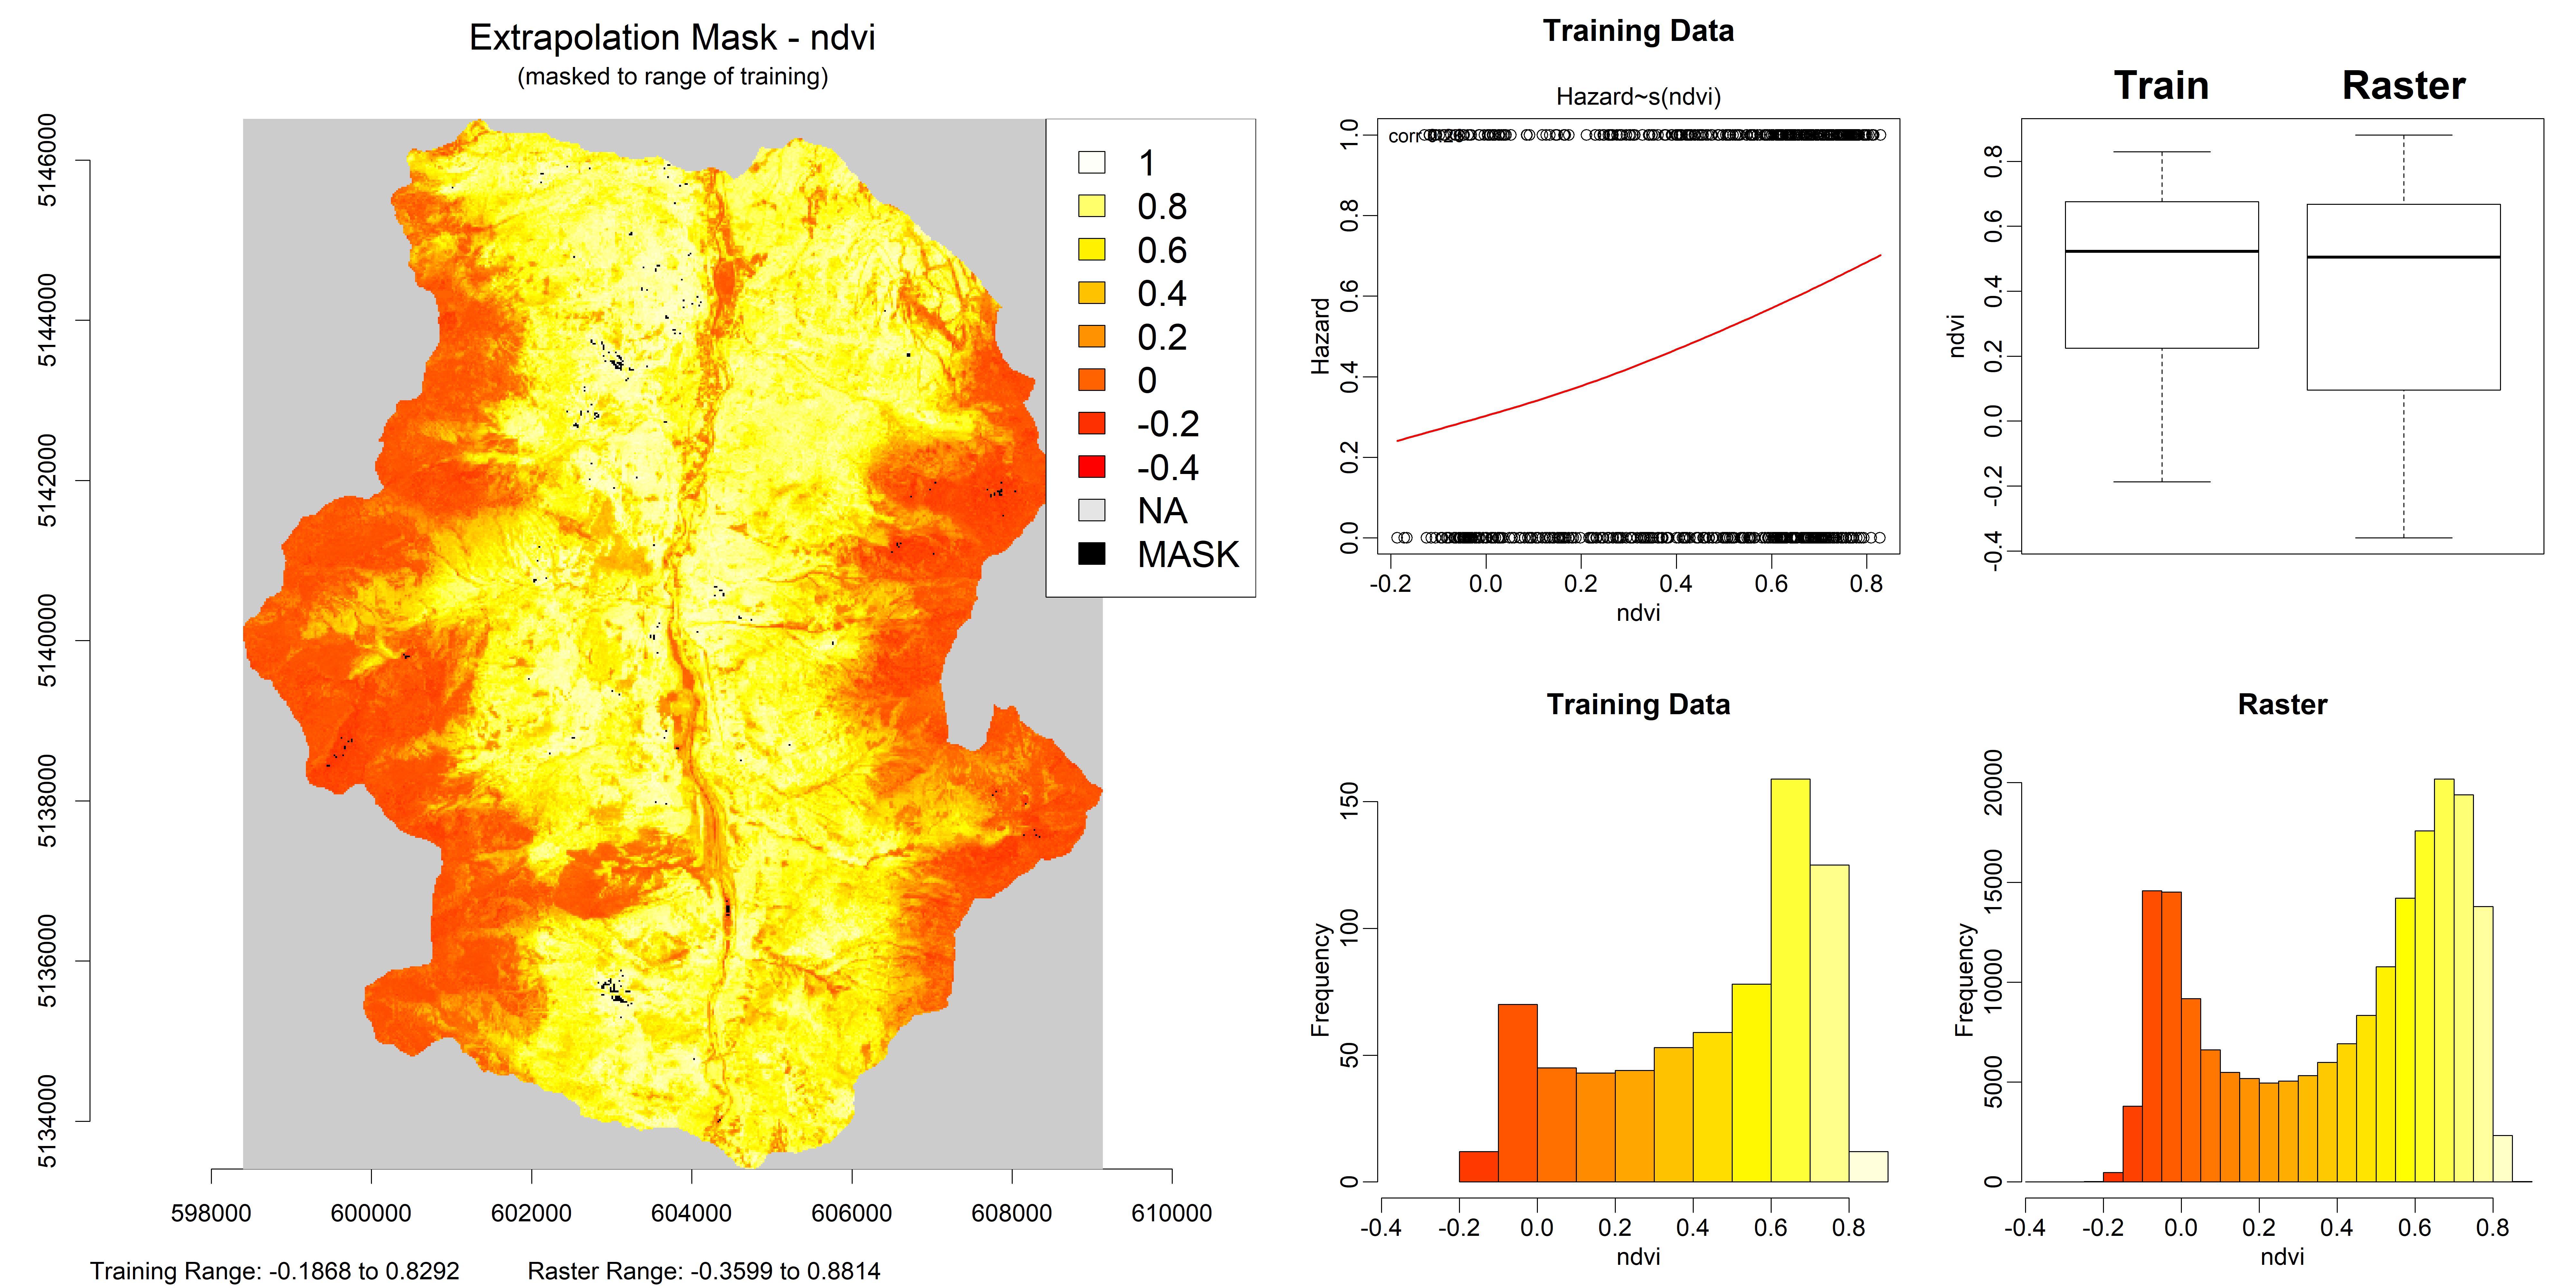 Extrapolation Mask - ndvi
(masked to range of training)
5146000
5144000
5142000
5140000
5138000
5136000
5134000
598000 600000 602000 604000 606000 608000 610000
1
0.8
0.6
0.4
0.2
0
-0.2
-0.4
NA
MASK
Training Range: -0.1868 to 0.8292 Raster Range: -0.3599 to 0.8814
Training Data
Hazard~s(ndvi)
corr
Hazard
1.0
0.8
0.6
0.4
0.2
0.0
-0.2 0.0 0.2 0.4 0.6 0.8
ndvi
Train Raster
ndvi
0.8
0.6
0.4
0.2
0.0
-0.2
-0.4
Training Data
Frequency
150
100
50
0
-0.4 -0.2 0.0 0.2 0.4 0.6 0.8
ndvi
Raster
Frequency
20000
15000
10000
5000
0
-0.4 -0.2 0.0 0.2 0.4 0.6 0.8
ndvi